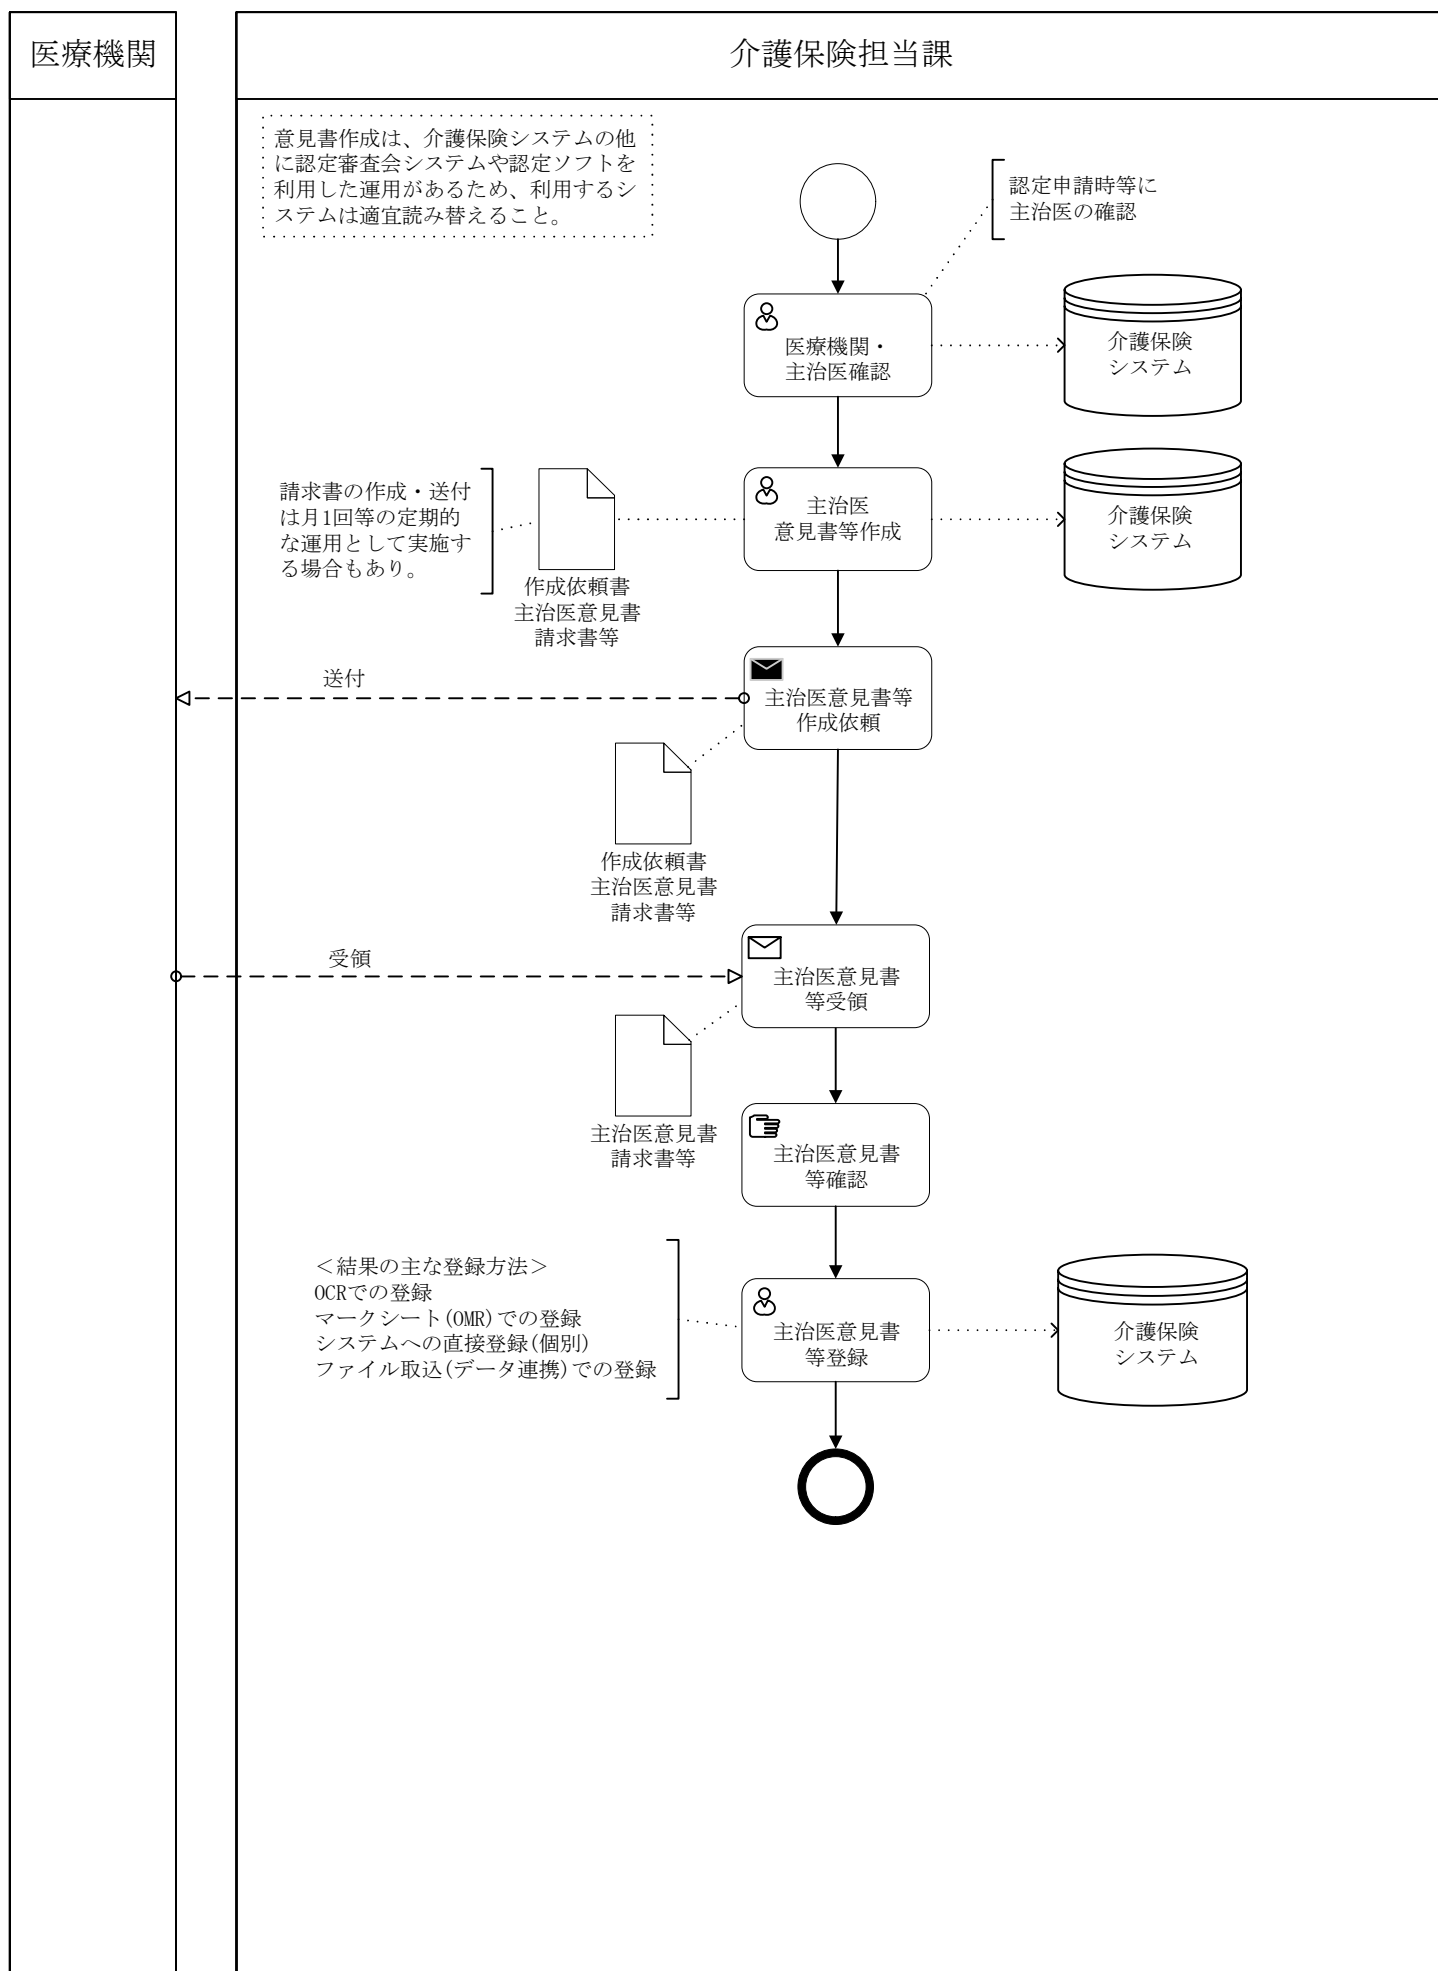 医療機関
介護保険担当課
意見書作成は、介護保険システムの他
に認定審査会システムや認定ソフトを
利用した運用があるため、利用するシ
ステムは適宜読み替えること。
認定申請時等に
主治医の確認
医療機関・
主治医確認
介護保険
システム
請求書の作成・送付
は月1回等の定期的
な運用として実施す
る場合もあり。
作成依頼書
主治医意見書
請求書等
主治医
意見書等作成
介護保険
システム
送付
主治医意見書等
作成依頼
作成依頼書
主治医意見書
請求書等
受領
主治医意見書
等受領
主治医意見書
請求書等
主治医意見書
等確認
＜結果の主な登録方法＞
OCRでの登録
マークシート(OMR)での登録
システムへの直接登録(個別)
ファイル取込(データ連携)での登録
主治医意見書
等登録
介護保険
システム